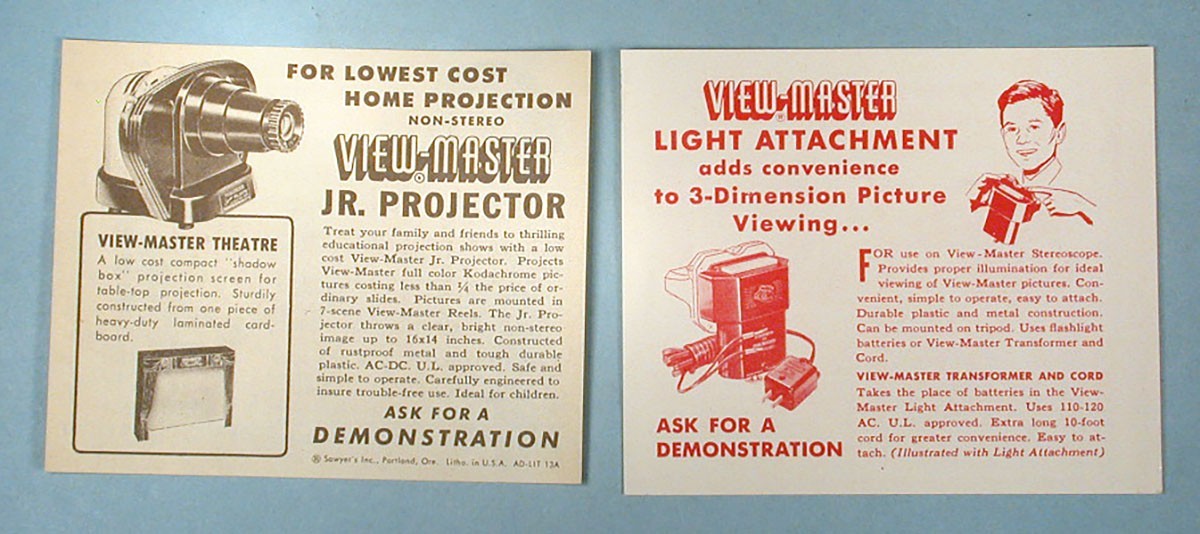 FOR LOWEST COST
HOME PROJECTION
NON-STEREO
VIEW-MASTER
JR. PROJECTOR
Treat your family and friends to thrilling
educational projection shows with a low
cost View-Master Jr. Projector. Projects
View-Master full color Kodachrome pic-
tures costing less than ¼ the price of or-
dinary slides. Pictures are mounted in
7-scene View-Master Reels. The Jr. Pro-
jector throws a clear, bright non-stereo
image up to 16x14 inches. Constructed
of rustproof metal and tough durable
plastic. AC-DC. U.L. approved. Safe and
simple to operate. Carefully engineered to
insure trouble-free use. Ideal for children.
ASK FOR A
DEMONSTRATION
® Sawyer's Inc., Portland, Ore. Litho. in U.S.A. AD-LIT 13A
VIEW-MASTER THEATRE
A low cost compact "shadow
box" projection screen for
table-top projection. Sturdily
constructed from one piece of
heavy-duty laminated card-
board.
VIEW-MASTER
LIGHT ATTACHMENT
adds convenience
to 3-Dimension Picture
Viewing...
FOR use on View-Master Stereoscope.
Provides proper illumination for ideal
viewing of View-Master pictures. Con-
venient, simple to operate, easy to attach.
Durable plastic and metal construction.
Can be mounted on tripod. Uses flashlight
batteries or View-Master Transformer and
Cord.
VIEW-MASTER TRANSFORMER AND CORD
Takes the place of batteries in the View-
Master Light Attachment. Uses 110-120
AC. U.L. approved. Extra long 10-foot
cord for greater convenience. Easy to at-
tach. (Illustrated with Light Attachment)
ASK FOR A
DEMONSTRATION